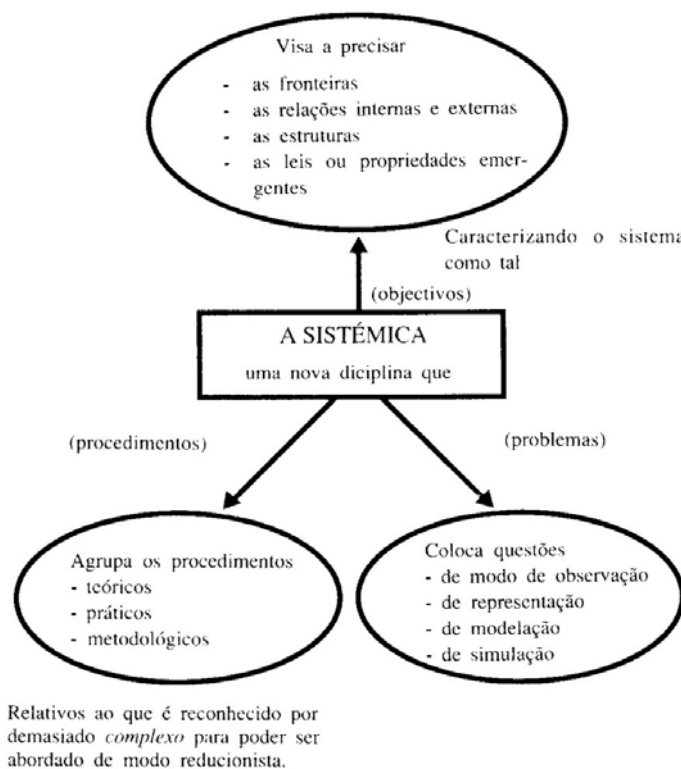 Visa a precisar
- as fronteiras
- as relações internas e externas
- as estruturas
- as leis ou propriedades emer-
gentes
Caracterizando o sistema
como tal
(objectivos)
A SISTÉMICA
uma nova diciplina que
(procedimentos)
(problemas)
Agrupa os procedimentos
- teóricos
- práticos
- metodológicos
Coloca questões
- de modo de observação
- de representação
- de modelação
- de simulação
Relativos ao que é reconhecido por
demasiado complexo para poder ser
abordado de modo reducionista.